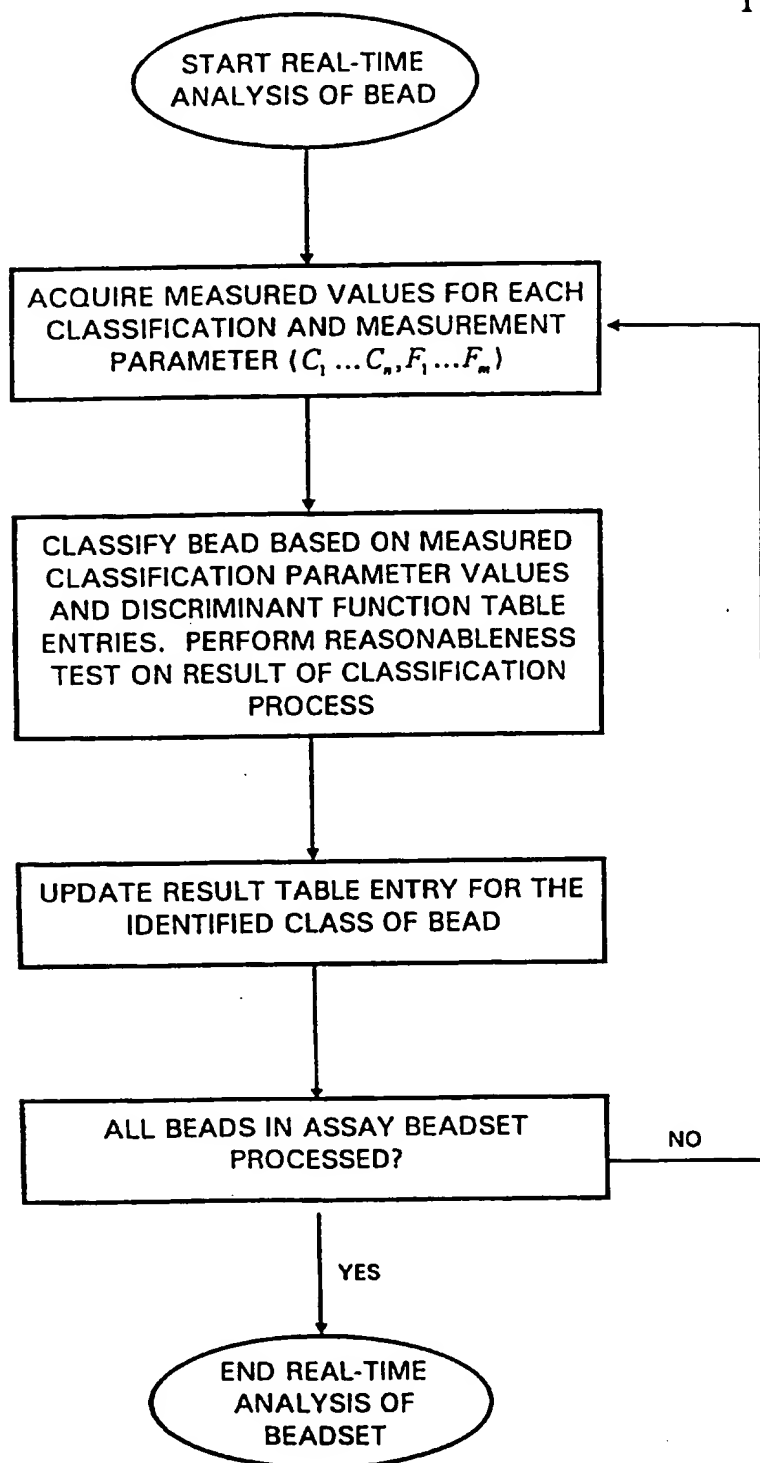 START REAL-TIME
ANALYSIS OF BEAD
ACQUIRE MEASURED VALUES FOR EACH
CLASSIFICATION AND MEASUREMENT
PARAMETER (C₁ ... Cₙ, F₁ ... Fₘ)
CLASSIFY BEAD BASED ON MEASURED
CLASSIFICATION PARAMETER VALUES
AND DISCRIMINANT FUNCTION TABLE
ENTRIES. PERFORM REASONABLENESS
TEST ON RESULT OF CLASSIFICATION
PROCESS
UPDATE RESULT TABLE ENTRY FOR THE
IDENTIFIED CLASS OF BEAD
ALL BEADS IN ASSAY BEADSET
PROCESSED?
NO
YES
END REAL-TIME
ANALYSIS OF
BEADSET